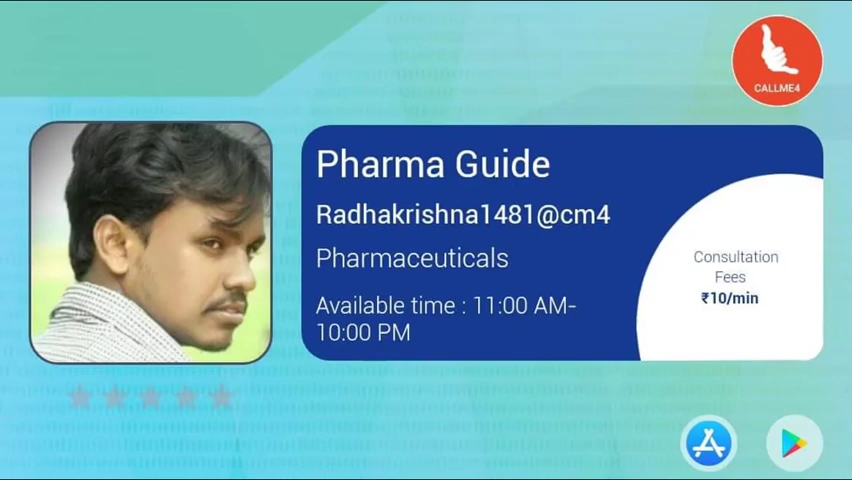 CALLME4
Pharma Guide
Radhakrishna1481@cm4
Pharmaceuticals
Available time : 11:00 AM-
10:00 PM
Consultation
Fees
₹10/min